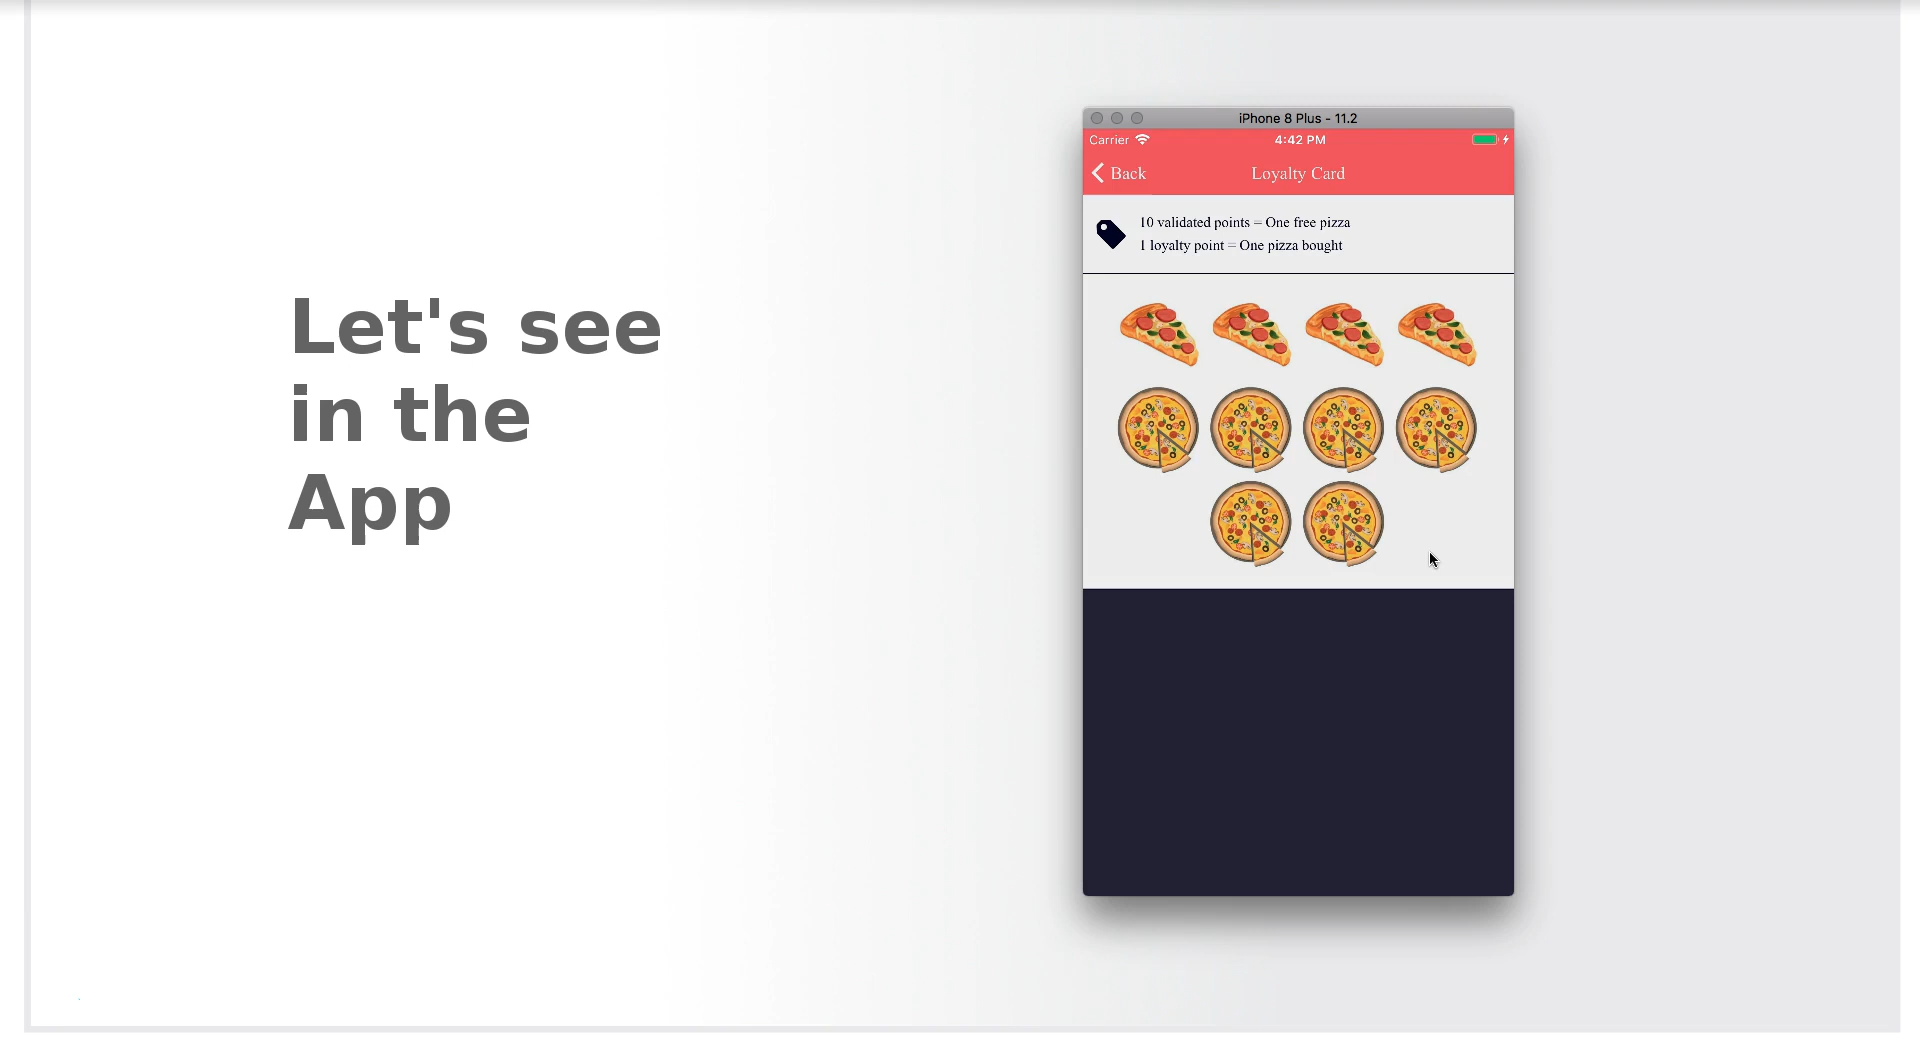 Let's see
in the
App
iPhone 8 Plus - 11.2
Carrier 4:42 PM
Back Loyalty Card
10 validated points = One free pizza
1 loyalty point = One pizza bought